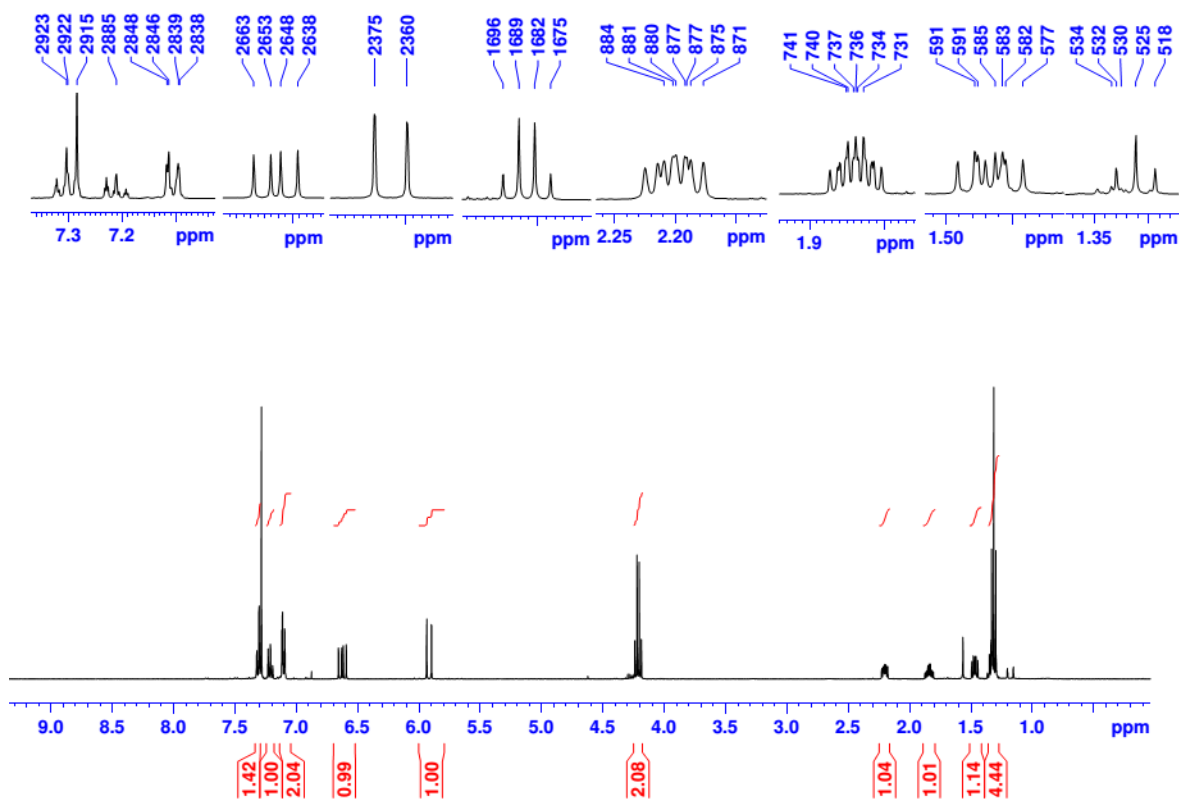 2923 2922 2915 2885 2848 2846 2839 2838
2663 2653 2648 2638
2375 2360
1696 1689 1682 1675
884 881 880 877 877 875 871
741 740 737 736 734 731
591 591 585 583 582 577
534 532 530 525 518
7.3 7.2 ppm
ppm
ppm
ppm
2.25 2.20 ppm
1.9 ppm
1.50 ppm
1.35 ppm
9.0 8.5 8.0 7.5 7.0 6.5 6.0 5.5 5.0 4.5 4.0 3.5 3.0 2.5 2.0 1.5 1.0 ppm
1.42 1.00 2.04 0.99 1.00 2.08 1.04 1.01 1.14 4.44